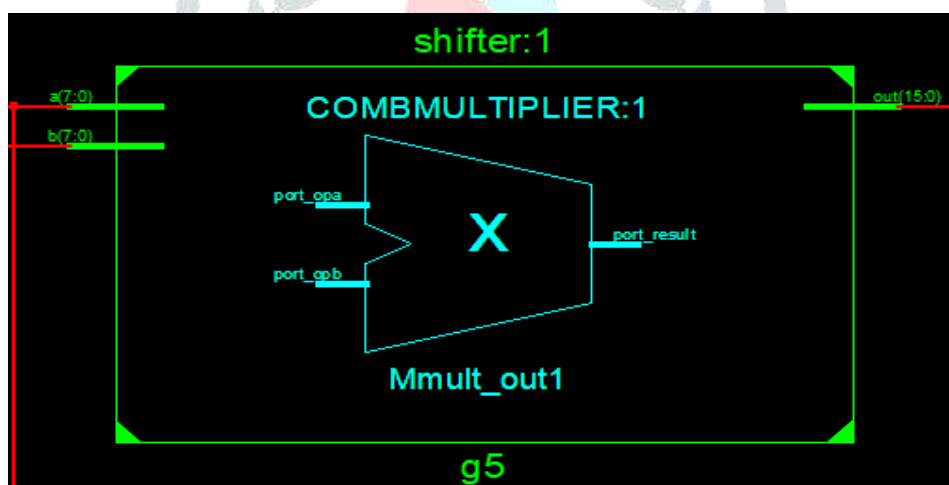 shifter:1
a(7:0)
out(15:0)
COMBMULTIPLIER:1
b(7:0)
port_opa
X
port_result
port_opb
Mmult_out1
g5